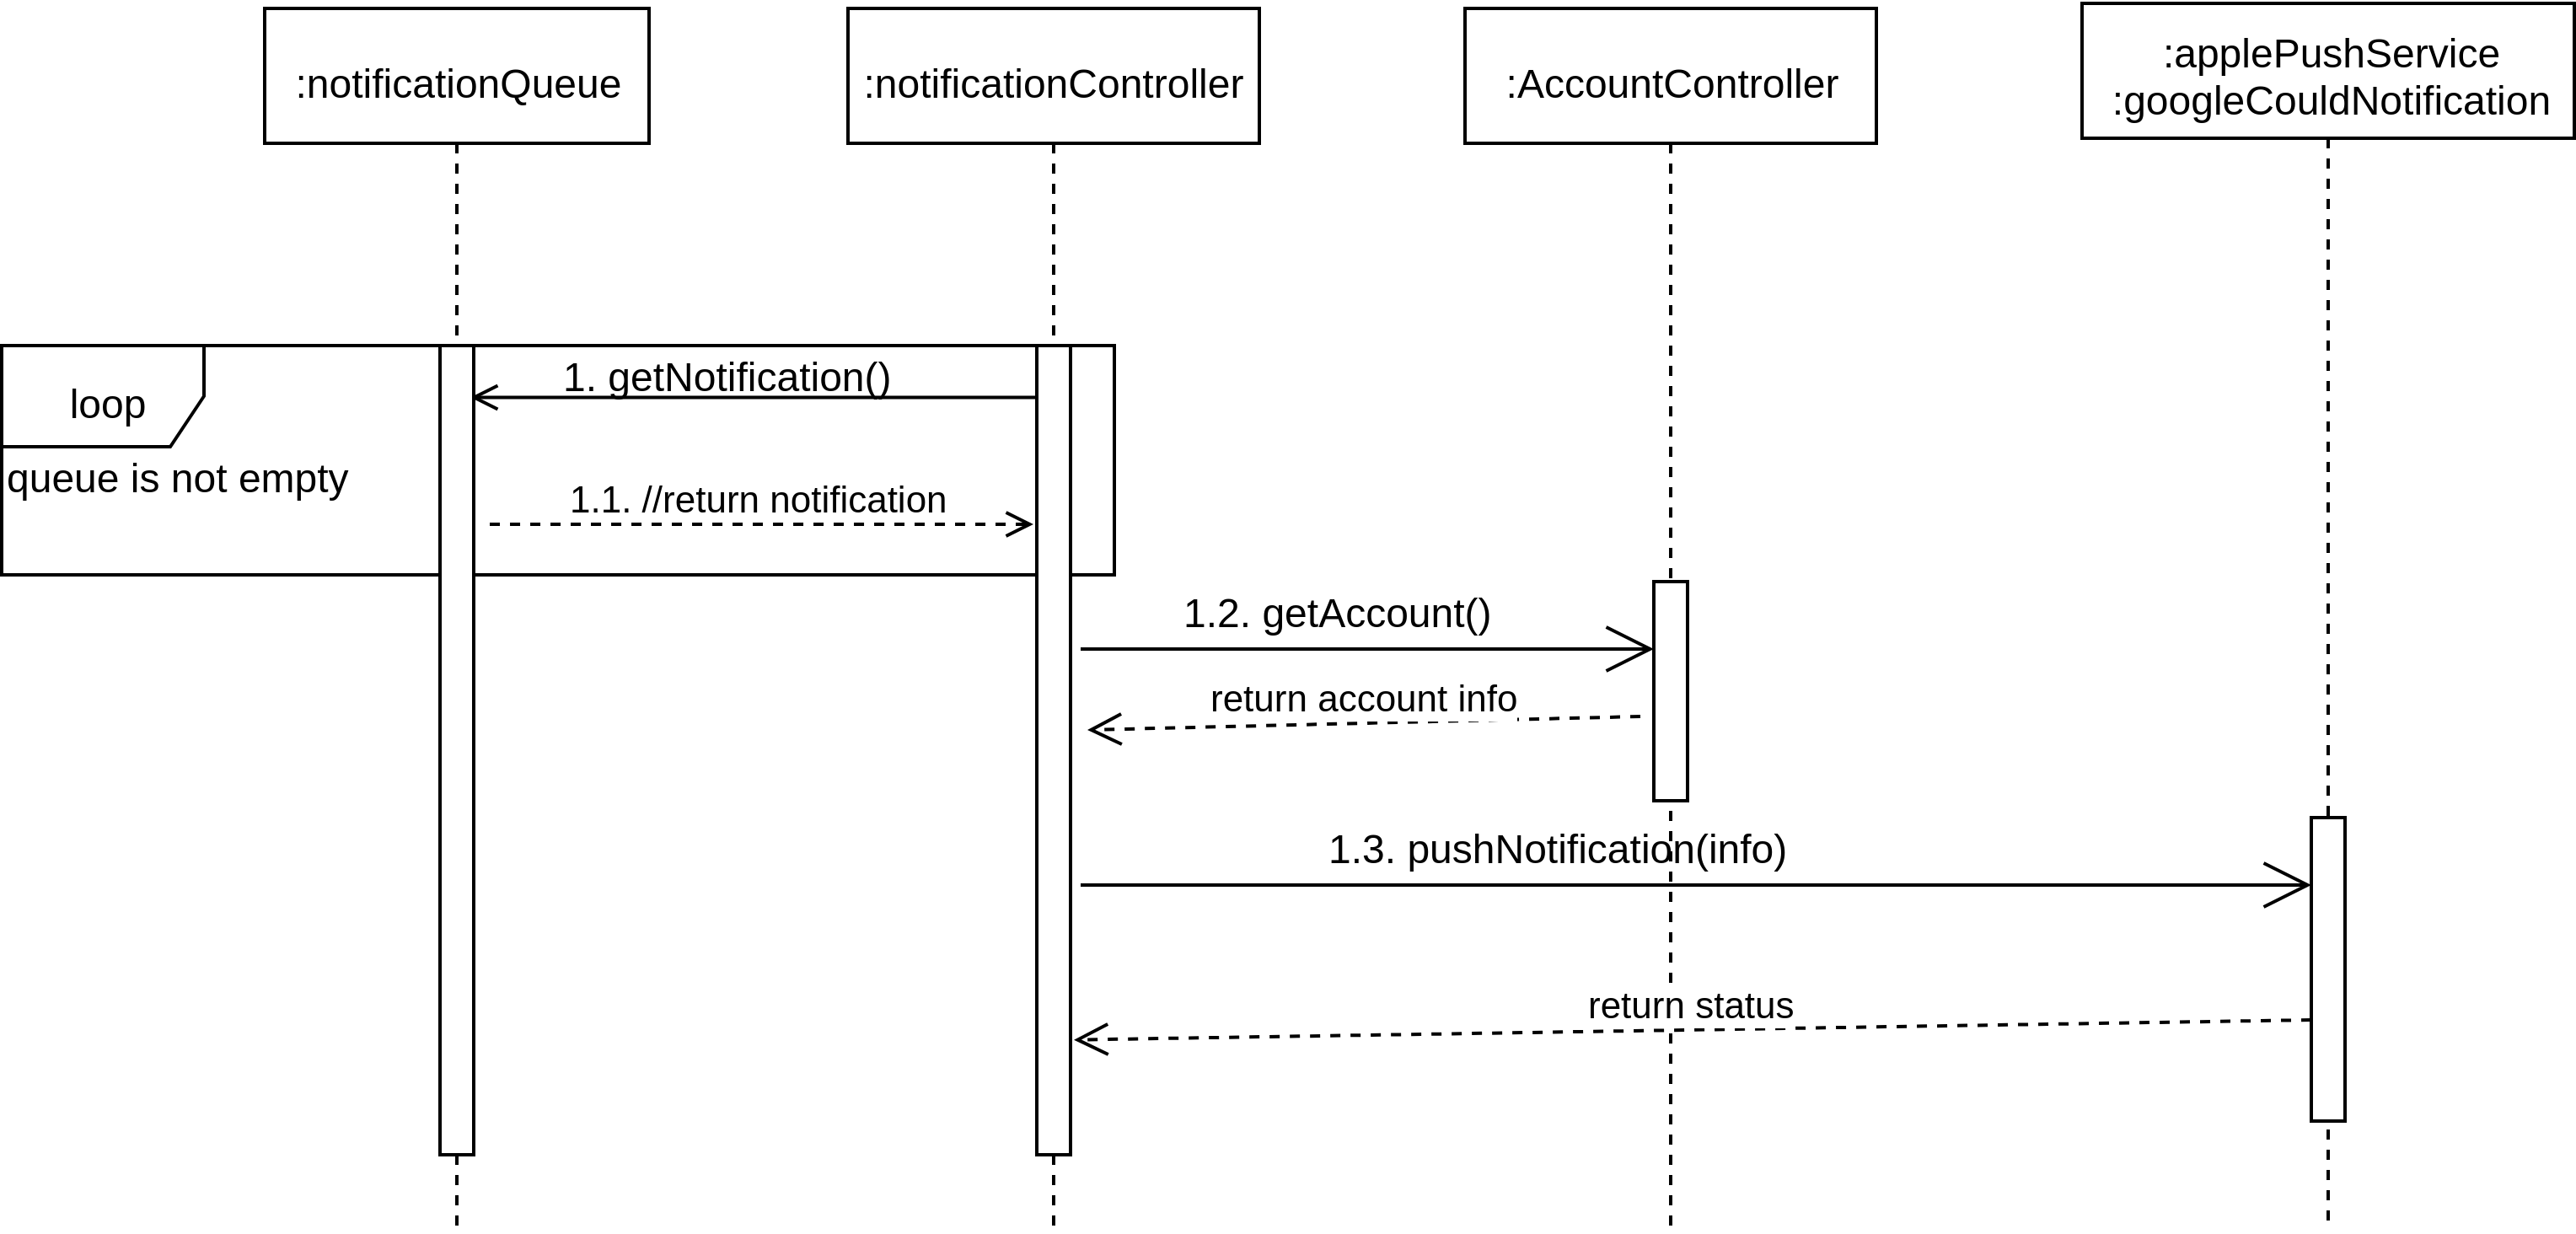 :notificationQueue
:notificationController
:AccountController
:applePushService
:googleCouldNotification
loop
queue is not empty
1. getNotification()
1.1. //return notification
1.2. getAccount()
return account info
1.3. pushNotification(info)
return status